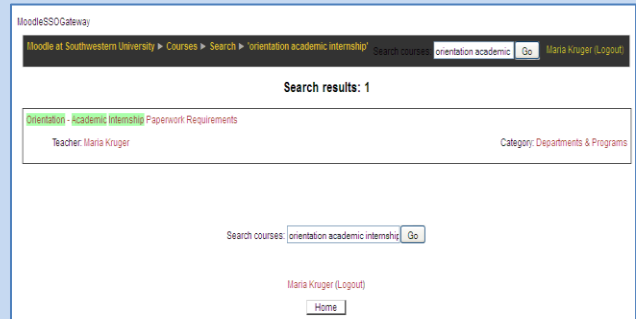 MoodleSSOGateway
Moodle at Southwestern University ► Courses ► Search ► 'orientation academic internship' Search courses: orientation academic Go Maria Kruger (Logout)
Search results: 1
Orientation - Academic Internship Paperwork Requirements
Teacher: Maria Kruger Category: Departments & Programs
Search courses: orientation academic internship Go
Maria Kruger (Logout)
Home